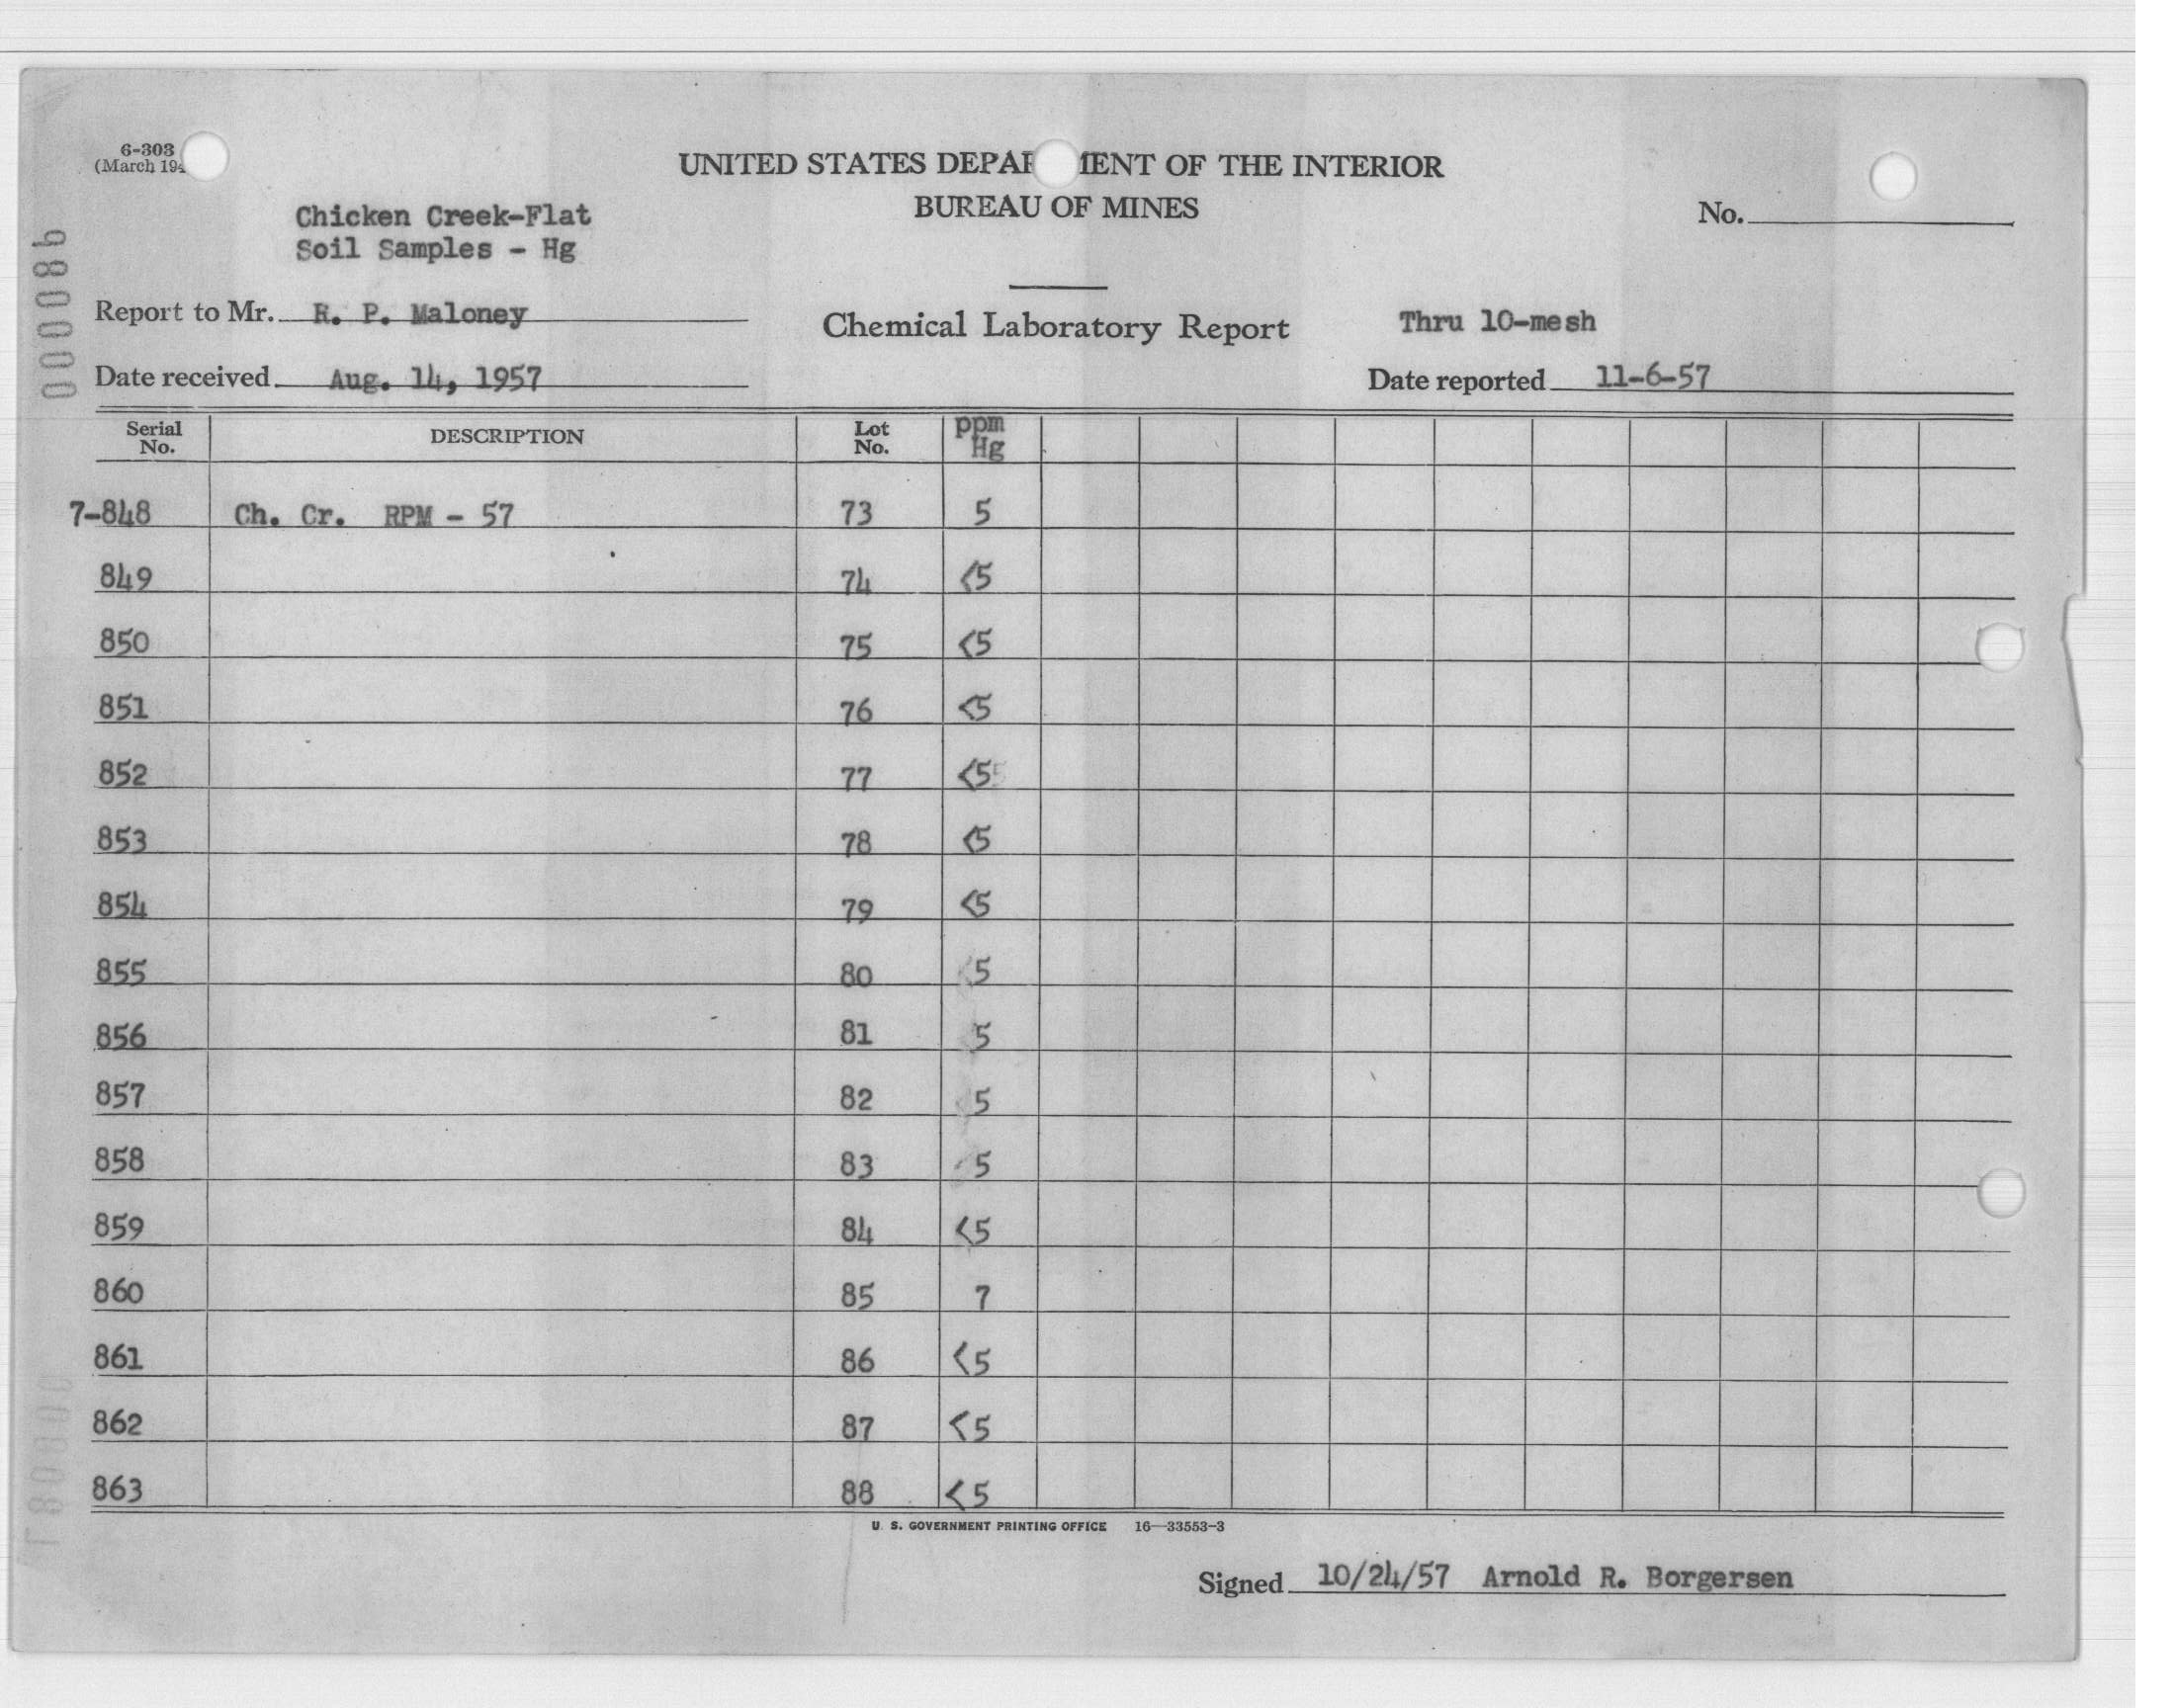 6-303
(March 19
UNITED STATES DEPA MENT OF THE INTERIOR
BUREAU OF MINES
Chicken Creek-Flat
Soil Samples - Hg
No.
Report to Mr. R. P. Maloney
Chemical Laboratory Report
Thru 10-mesh
Date received Aug. 14, 1957
Date reported 11-6-57
Serial No. DESCRIPTION Lot No. ppm Hg
7-848 Ch. Cr. RPM - 57 73 5
849 74 <5
850 75 <5
851 76 <5
852 77 <5
853 78 <5
854 79 <5
855 80 5
856 81 5
857 82 5
858 83 5
859 84 <5
860 85 7
861 86 <5
862 87 <5
863 88 <5
U. S. GOVERNMENT PRINTING OFFICE 16-33553-3
Signed 10/24/57 Arnold R. Borgersen